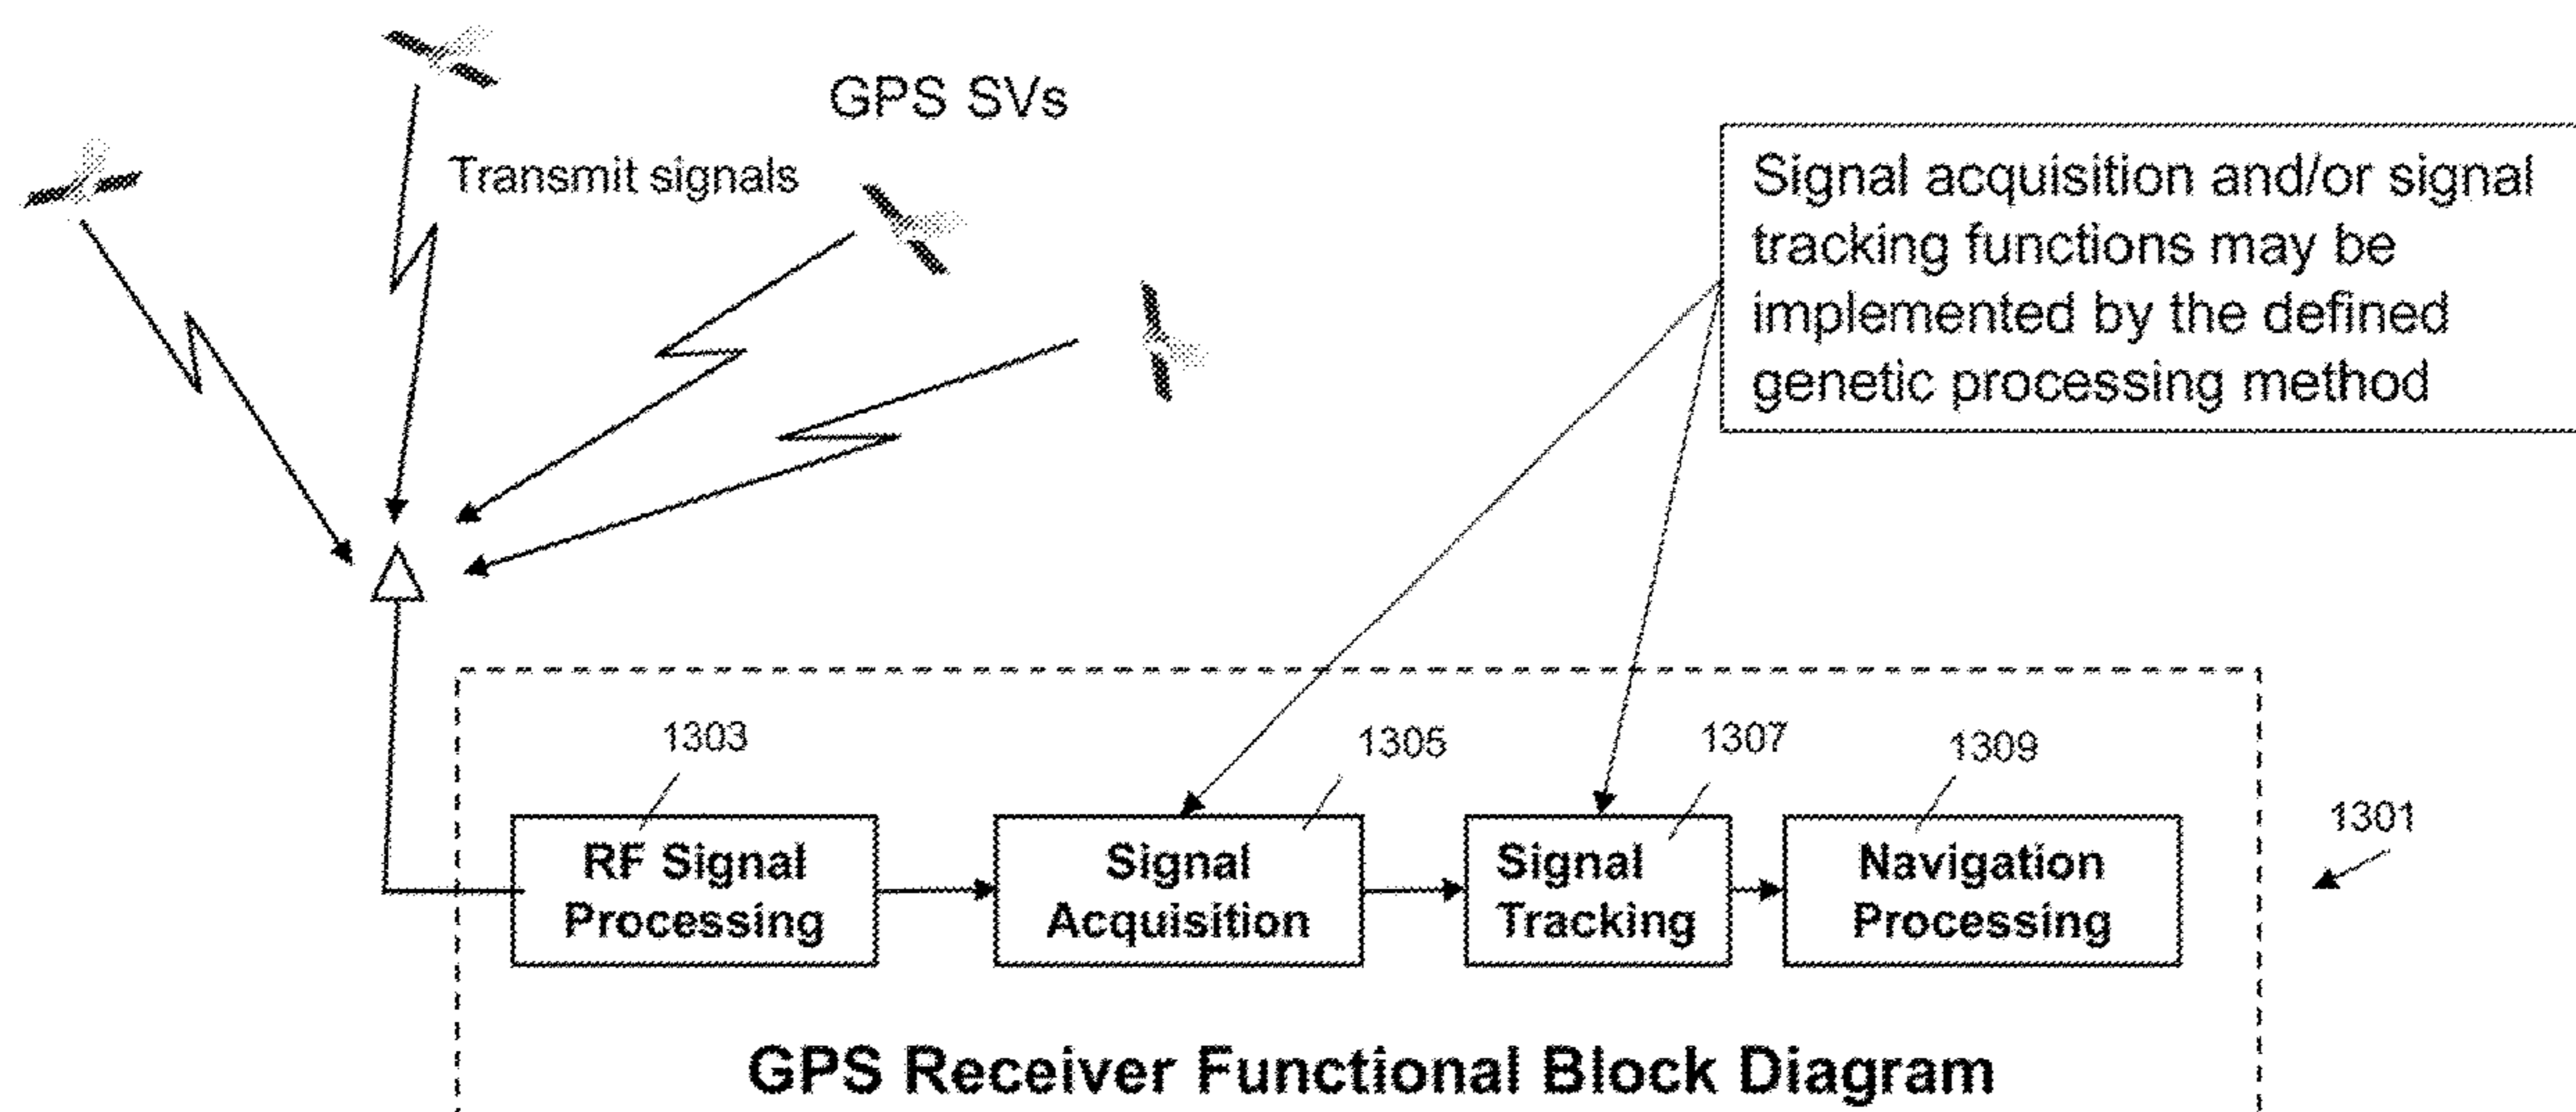 GPS SVs
Transmit signals
Signal acquisition and/or signal
tracking functions may be
implemented by the defined
genetic processing method
1303
1305
1307
1309
1301
RF Signal
Processing
Signal
Acquisition
Signal
Tracking
Navigation
Processing
GPS Receiver Functional Block Diagram